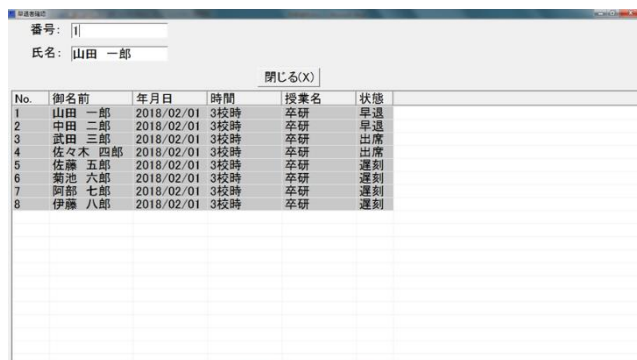 早退者確認
番号: 1
氏名: 山田 一郎
閉じる(X)
No. 御名前 年月日 時間 授業名 状態
1 山田 一郎 2018/02/01 3校時 卒研 早退
2 中田 二郎 2018/02/01 3校時 卒研 早退
3 武田 三郎 2018/02/01 3校時 卒研 出席
4 佐々木 四郎 2018/02/01 3校時 卒研 出席
5 佐藤 五郎 2018/02/01 3校時 卒研 遅刻
6 菊池 六郎 2018/02/01 3校時 卒研 遅刻
7 阿部 七郎 2018/02/01 3校時 卒研 遅刻
8 伊藤 八郎 2018/02/01 3校時 卒研 遅刻